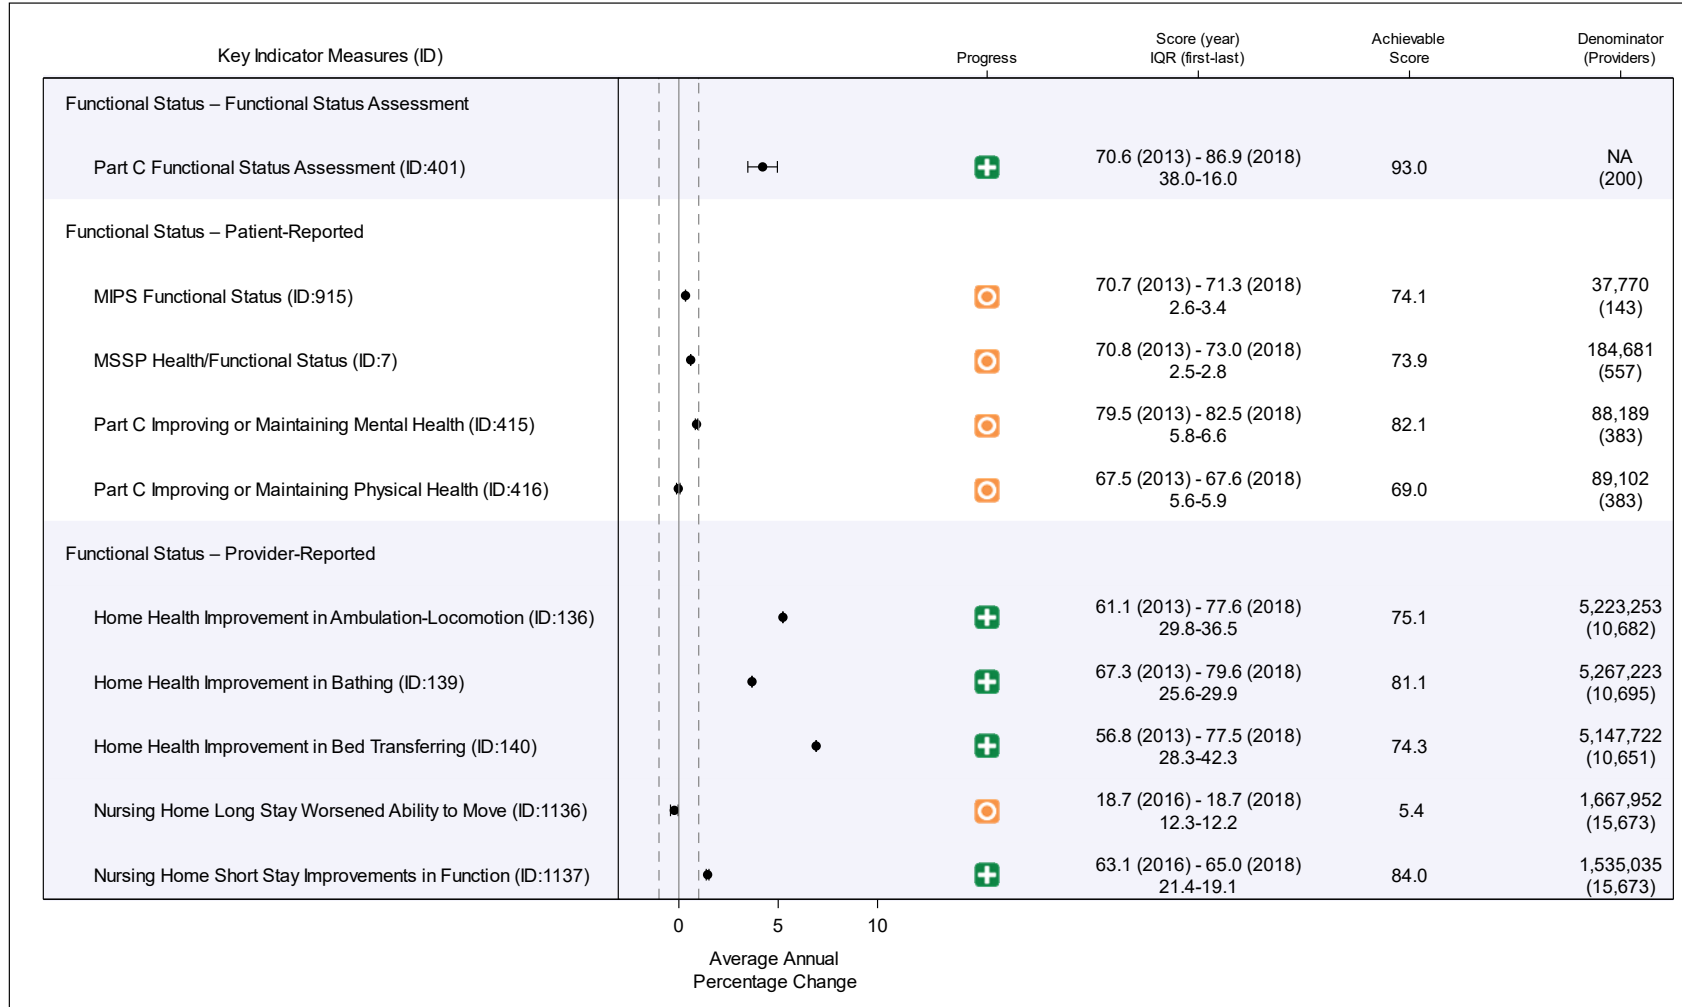 Key Indicator Measures (ID)
Progress
Score (year)
IQR (first-last)
Achievable
Score
Denominator
(Providers)
Functional Status – Functional Status Assessment
Part C Functional Status Assessment (ID:401)
70.6 (2013) - 86.9 (2018)
38.0-16.0
93.0
NA
(200)
Functional Status – Patient-Reported
MIPS Functional Status (ID:915)
70.7 (2013) - 71.3 (2018)
2.6-3.4
74.1
37,770
(143)
MSSP Health/Functional Status (ID:7)
70.8 (2013) - 73.0 (2018)
2.5-2.8
73.9
184,681
(557)
Part C Improving or Maintaining Mental Health (ID:415)
79.5 (2013) - 82.5 (2018)
5.8-6.6
82.1
88,189
(383)
Part C Improving or Maintaining Physical Health (ID:416)
67.5 (2013) - 67.6 (2018)
5.6-5.9
69.0
89,102
(383)
Functional Status – Provider-Reported
Home Health Improvement in Ambulation-Locomotion (ID:136)
61.1 (2013) - 77.6 (2018)
29.8-36.5
75.1
5,223,253
(10,682)
Home Health Improvement in Bathing (ID:139)
67.3 (2013) - 79.6 (2018)
25.6-29.9
81.1
5,267,223
(10,695)
Home Health Improvement in Bed Transferring (ID:140)
56.8 (2013) - 77.5 (2018)
28.3-42.3
74.3
5,147,722
(10,651)
Nursing Home Long Stay Worsened Ability to Move (ID:1136)
18.7 (2016) - 18.7 (2018)
12.3-12.2
5.4
1,667,952
(15,673)
Nursing Home Short Stay Improvements in Function (ID:1137)
63.1 (2016) - 65.0 (2018)
21.4-19.1
84.0
1,535,035
(15,673)
0 5 10
Average Annual
Percentage Change